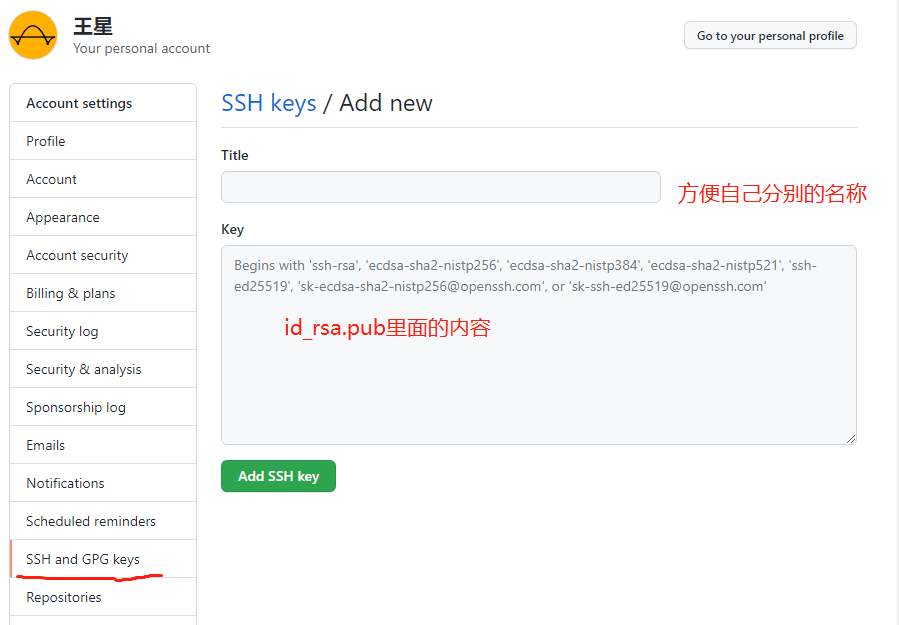 王星
Your personal account
Go to your personal profile
Account settings
Profile
Account
Appearance
Account security
Billing & plans
Security log
Security & analysis
Sponsorship log
Emails
Notifications
Scheduled reminders
SSH and GPG keys
Repositories
SSH keys / Add new
Title
方便自己分别的名称
Key
Begins with 'ssh-rsa', 'ecdsa-sha2-nistp256', 'ecdsa-sha2-nistp384', 'ecdsa-sha2-nistp521', 'ssh-
ed25519', 'sk-ecdsa-sha2-nistp256@openssh.com', or 'sk-ssh-ed25519@openssh.com'
id_rsa.pub里面的内容
Add SSH key